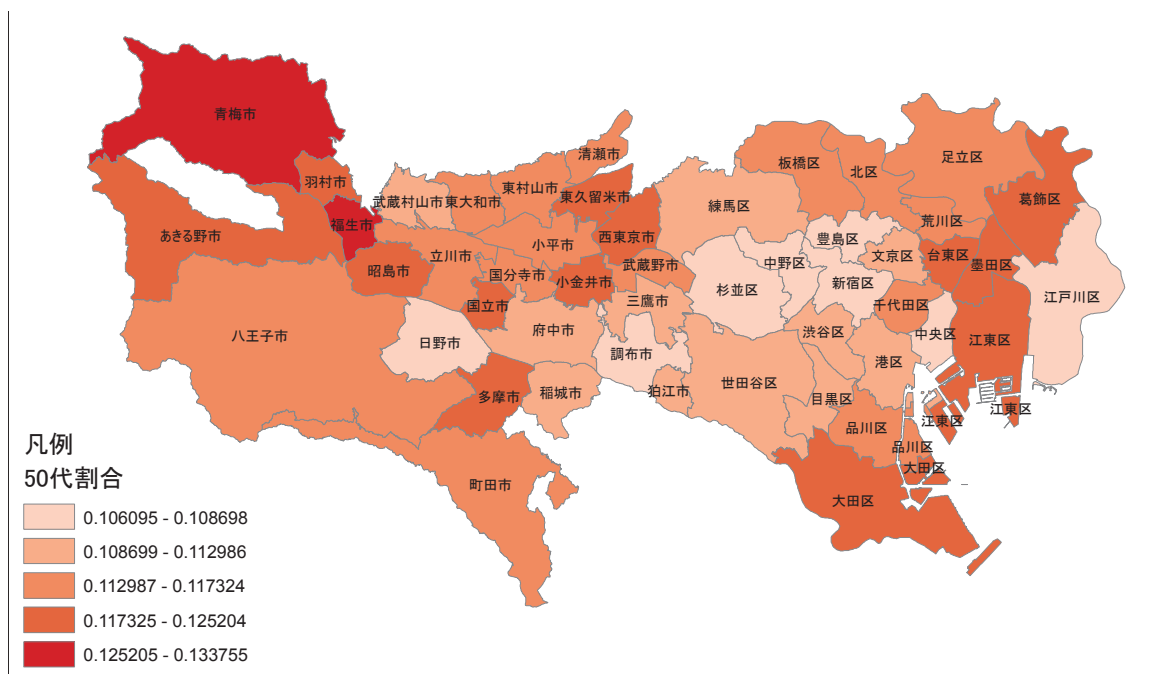 青梅市
清瀬市
板橋区
足立区
北区
羽村市
東村山市
東久留米市
武蔵村山市
東大和市
練馬区
葛飾区
荒川区
福生市
あきる野市
西東京市
豊島区
小平市
立川市
文京区
台東区
墨田区
昭島市
国分寺市
武蔵野市
中野区
小金井市
新宿区
杉並区
江戸川区
国立市
三鷹市
千代田区
府中市
渋谷区
中央区
八王子市
日野市
江東区
調布市
港区
世田谷区
多摩市
稲城市
狛江市
目黒区
江東区
江東区
品川区
品川区
大田区
町田市
大田区
凡例
50代割合
0.106095 - 0.108698
0.108699 - 0.112986
0.112987 - 0.117324
0.117325 - 0.125204
0.125205 - 0.133755